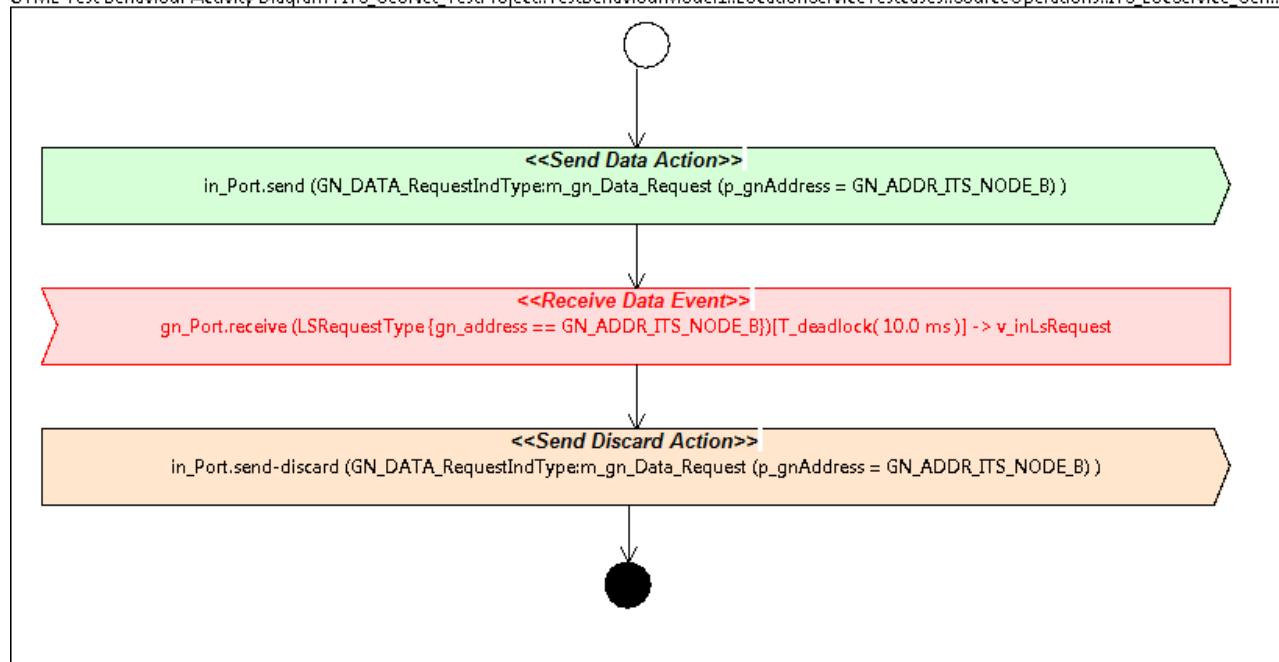 <<Send Data Action>>
in_Port.send (GN_DATA_RequestIndType:m_gn_Data_Request (p_gnAddress = GN_ADDR_ITS_NODE_B) )
<<Receive Data Event>>
gn_Port.receive (LSRequestType {gn_address == GN_ADDR_ITS_NODE_B})[T_deadlock( 10.0 ms )] -> v_inLsRequest
<<Send Discard Action>>
in_Port.send-discard (GN_DATA_RequestIndType:m_gn_Data_Request (p_gnAddress = GN_ADDR_ITS_NODE_B) )